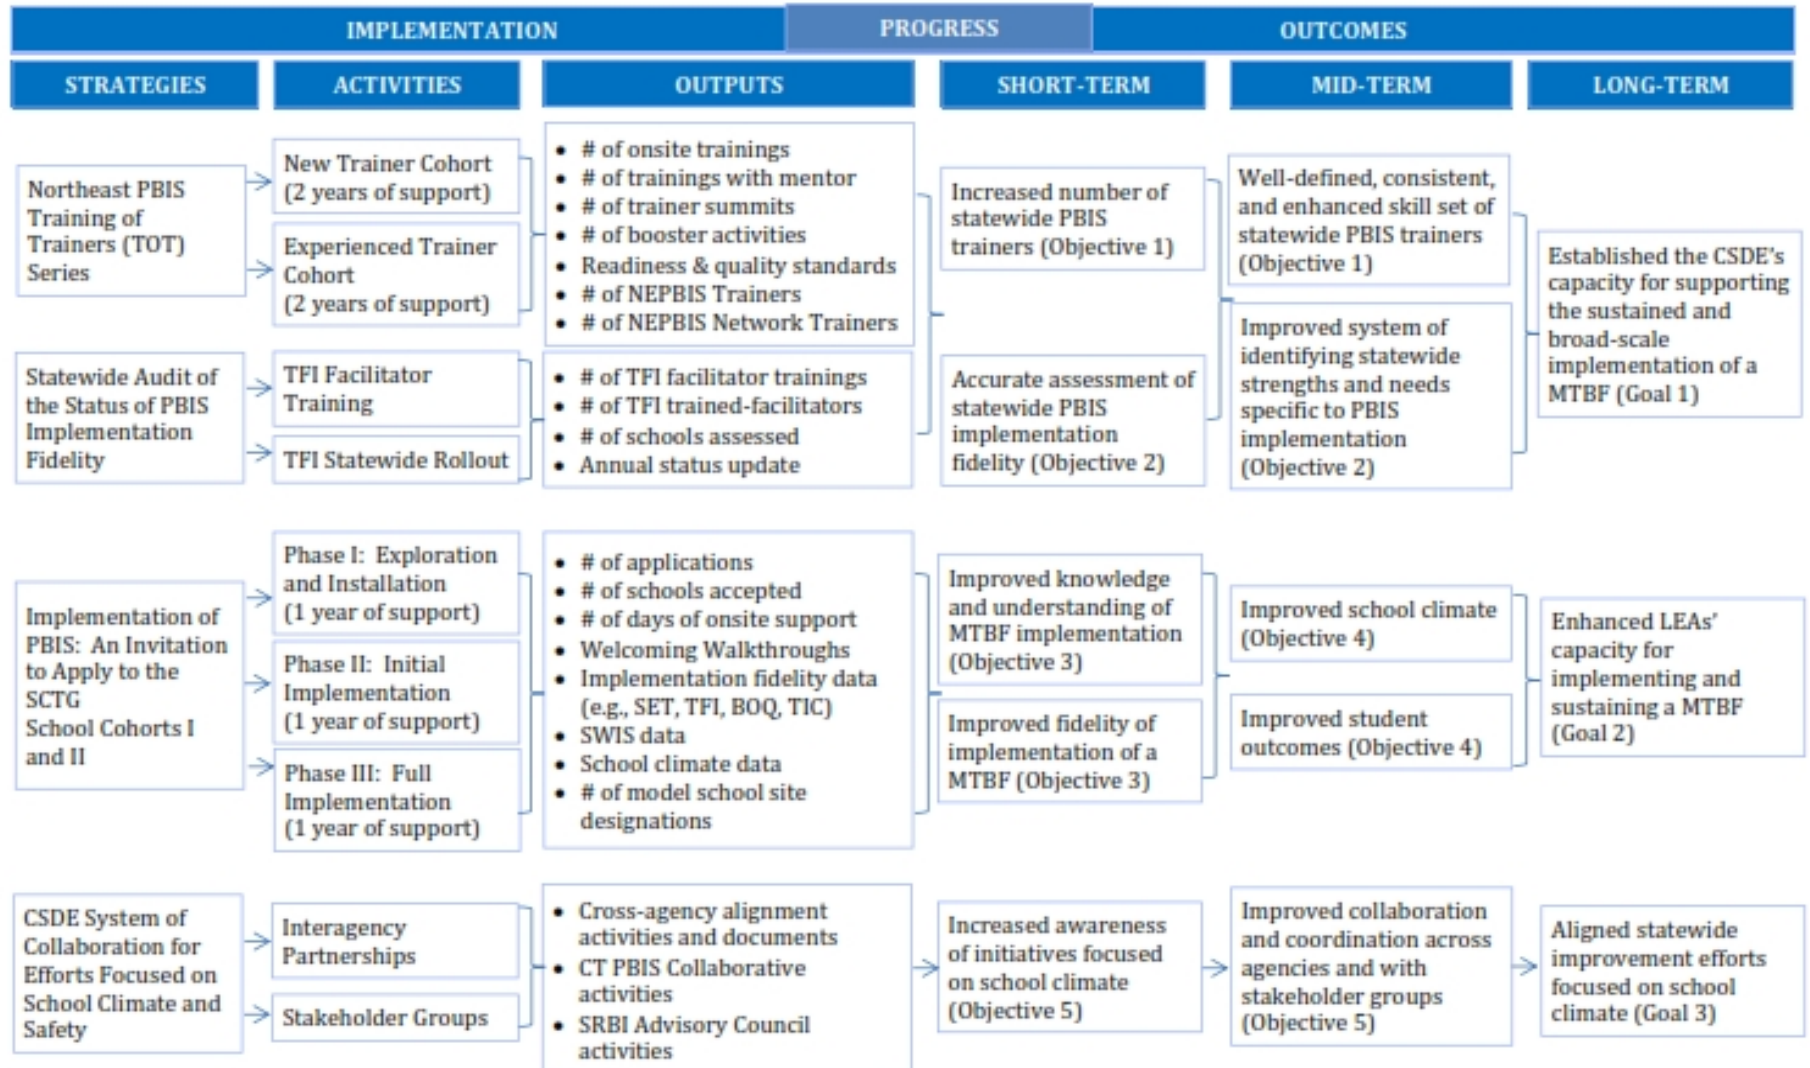 IMPLEMENTATION
PROGRESS
OUTCOMES
STRATEGIES
ACTIVITIES
OUTPUTS
SHORT-TERM
MID-TERM
LONG-TERM
Northeast PBIS
Training of
Trainers (TOT)
Series
New Trainer Cohort
(2 years of support)
Experienced Trainer
Cohort
(2 years of support)
• # of onsite trainings
• # of trainings with mentor
• # of trainer summits
• # of booster activities
• Readiness & quality standards
• # of NEPBIS Trainers
• # of NEPBIS Network Trainers
Increased number of
statewide PBIS
trainers (Objective 1)
Well-defined, consistent,
and enhanced skill set of
statewide PBIS trainers
(Objective 1)
Established the CSDE's
capacity for supporting
the sustained and
broad-scale
implementation of a
MTBF (Goal 1)
Statewide Audit of
the Status of PBIS
Implementation
Fidelity
TFI Facilitator
Training
TFI Statewide Rollout
• # of TFI facilitator trainings
• # of TFI trained-facilitators
• # of schools assessed
• Annual status update
Accurate assessment of
statewide PBIS
implementation
fidelity (Objective 2)
Improved system of
identifying statewide
strengths and needs
specific to PBIS
implementation
(Objective 2)
Implementation of
PBIS: An Invitation
to Apply to the
SCTG
School Cohorts I
and II
Phase I: Exploration
and Installation
(1 year of support)
Phase II: Initial
Implementation
(1 year of support)
Phase III: Full
Implementation
(1 year of support)
• # of applications
• # of schools accepted
• # of days of onsite support
• Welcoming Walkthroughs
• Implementation fidelity data
(e.g., SET, TFI, BOQ, TIC)
• SWIS data
• School climate data
• # of model school site
designations
Improved knowledge
and understanding of
MTBF implementation
(Objective 3)
Improved fidelity of
implementation of a
MTBF (Objective 3)
Improved school climate
(Objective 4)
Improved student
outcomes (Objective 4)
Enhanced LEAs'
capacity for
implementing and
sustaining a MTBF
(Goal 2)
CSDE System of
Collaboration for
Efforts Focused on
School Climate and
Safety
Interagency
Partnerships
Stakeholder Groups
• Cross-agency alignment
activities and documents
• CT PBIS Collaborative
activities
• SRBI Advisory Council
activities
Increased awareness
of initiatives focused
on school climate
(Objective 5)
Improved collaboration
and coordination across
agencies and with
stakeholder groups
(Objective 5)
Aligned statewide
improvement efforts
focused on school
climate (Goal 3)